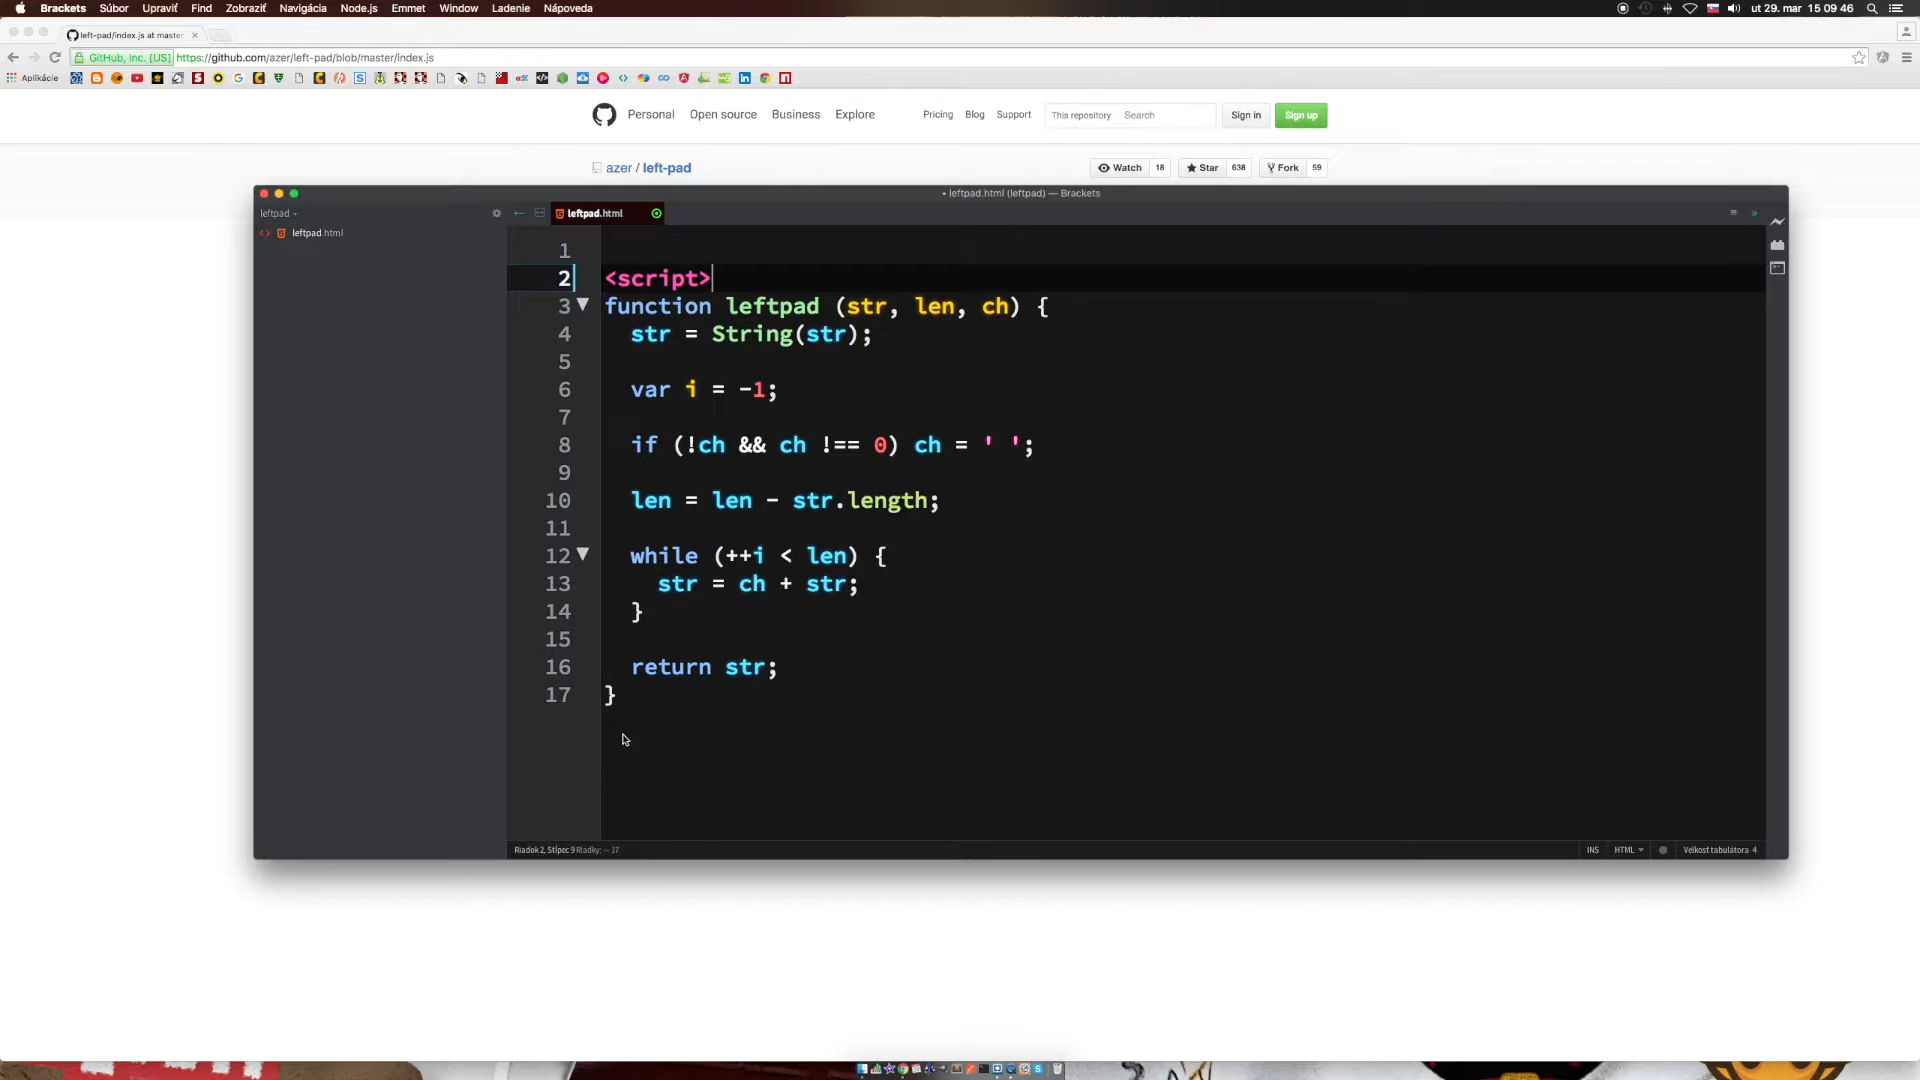 Brackets Súbor Upraviť Find Zobraziť Navigácia Node.js Emmet Window Ladenie Nápoveda
ut 29. mar 15 09 46
left-pad/index.js at master
GitHub, Inc. [US] https://github.com/azer/left-pad/blob/master/index.js
Aplikácie
Personal Open source Business Explore Pricing Blog Support This repository Search Sign in Sign up
azer / left-pad Watch 18 Star 638 Fork 59
• leftpad.html (leftpad) — Brackets
leftpad
leftpad.html
leftpad.html
1
2 <script>
3 function leftpad (str, len, ch) {
4 str = String(str);
5
6 var i = -1;
7
8 if (!ch && ch !== 0) ch = ' ';
9
10 len = len - str.length;
11
12 while (++i < len) {
13 str = ch + str;
14 }
15
16 return str;
17 }
Riadok 2, Stĺpec 9 Riadky: — 17
INS HTML Velkosť tabulátora 4